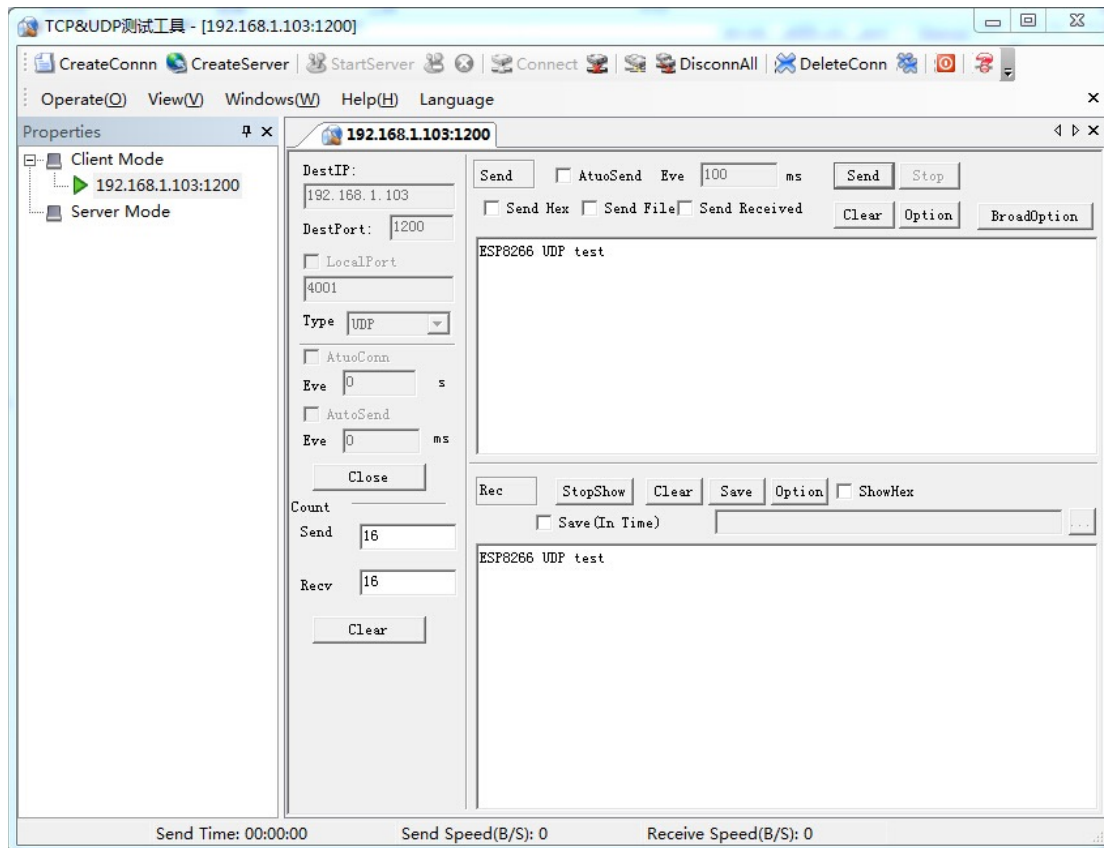 TCP&UDP测试工具 - [192.168.1.103:1200]
CreateConnn CreateServer StartServer Connect DisconnAll DeleteConn
Operate(O) View(V) Windows(W) Help(H) Language
Properties
Client Mode
192.168.1.103:1200
Server Mode
192.168.1.103:1200
DestIP:
192.168.1.103
DestPort: 1200
LocalPort
4001
Type UDP
AtuoConn
Eve 0 s
AutoSend
Eve 0 ms
Close
Count
Send 16
Recv 16
Clear
Send AtuoSend Eve 100 ms Send Stop
Send Hex Send File Send Received Clear Option BroadOption
ESP8266 UDP test
Rec StopShow Clear Save Option ShowHex
Save(In Time) ...
ESP8266 UDP test
Send Time: 00:00:00 Send Speed(B/S): 0 Receive Speed(B/S): 0